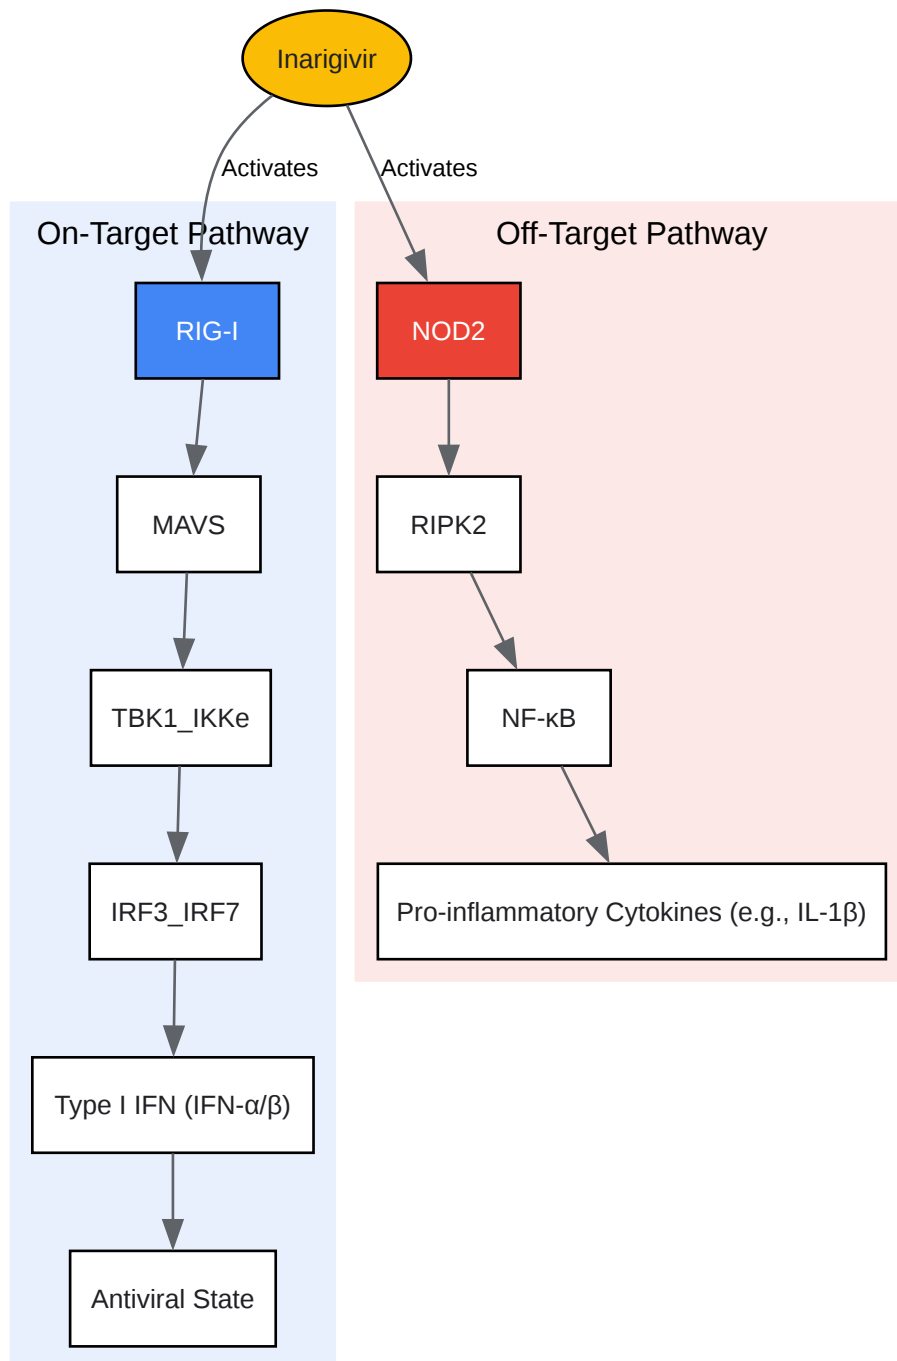 Inarigivir
Activates
Activates
On-Target Pathway
RIG-I
MAVS
TBK1_IKKe
IRF3_IRF7
Type I IFN (IFN-α/β)
Antiviral State
Off-Target Pathway
NOD2
RIPK2
NF-κB
Pro-inflammatory Cytokines (e.g., IL-1β)